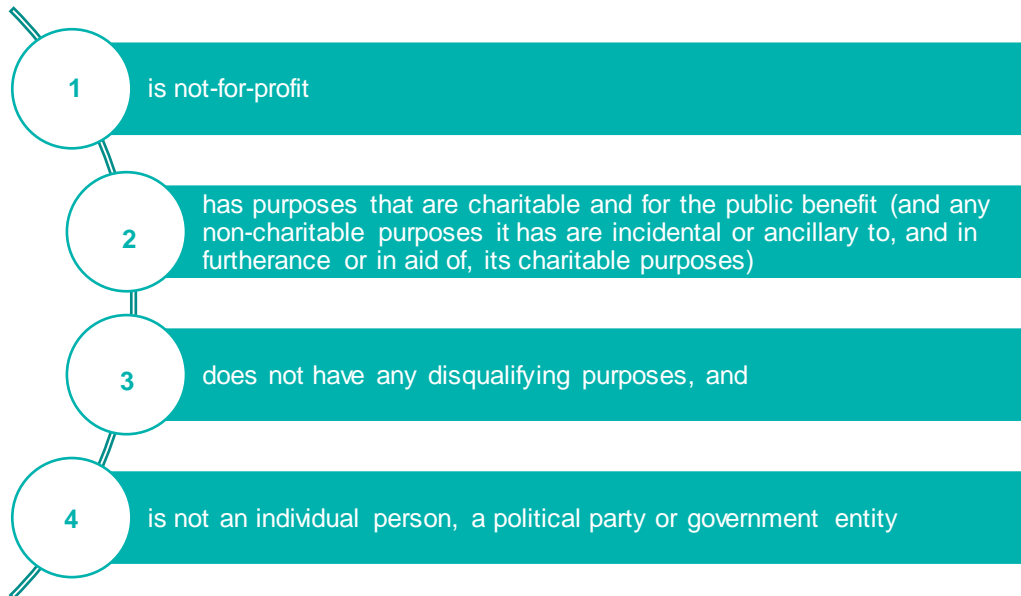 1
is not-for-profit
2
has purposes that are charitable and for the public benefit (and any
non-charitable purposes it has are incidental or ancillary to, and in
furtherance or in aid of, its charitable purposes)
3
does not have any disqualifying purposes, and
4
is not an individual person, a political party or government entity